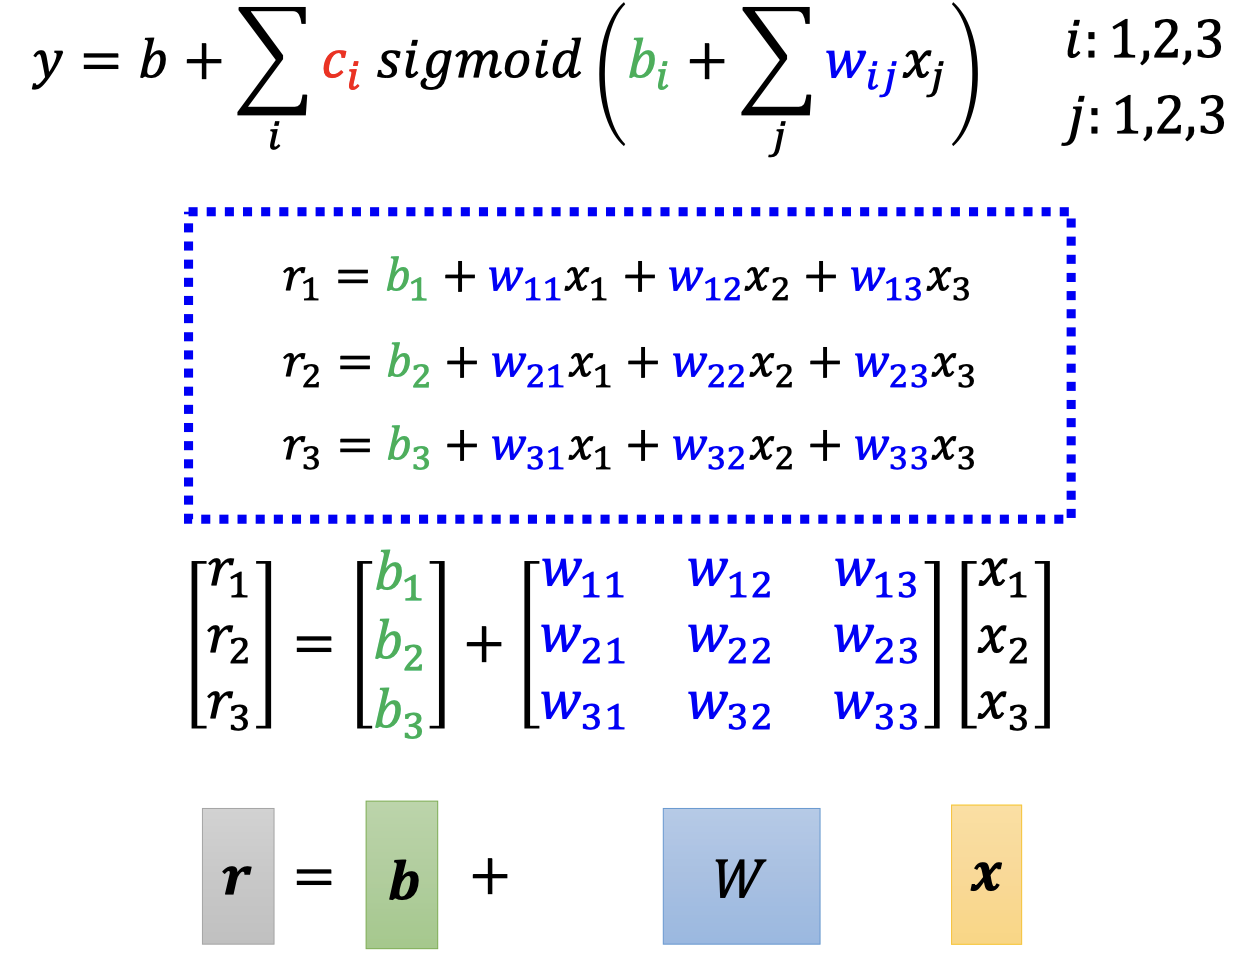 y = b + ∑_i c_i sigmoid ( b_i + ∑_j w_ij x_j ) i: 1,2,3
j: 1,2,3
r_1 = b_1 + w_11 x_1 + w_12 x_2 + w_13 x_3
r_2 = b_2 + w_21 x_1 + w_22 x_2 + w_23 x_3
r_3 = b_3 + w_31 x_1 + w_32 x_2 + w_33 x_3
[r_1 [b_1 [w_11 w_12 w_13] [x_1]
r_2] = b_2] + w_21 w_22 w_23 x_2
r_3 b_3 w_31 w_32 w_33 x_3
r = b + W x